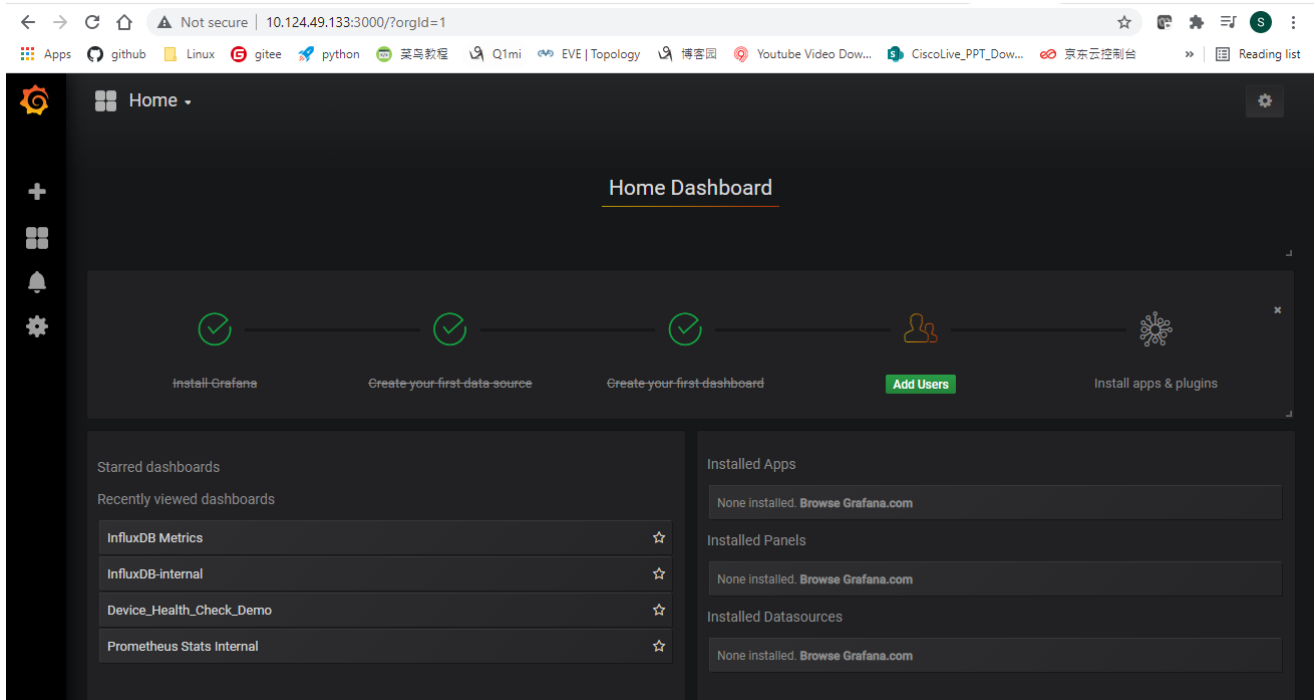 Not secure | 10.124.49.133:3000/?orgId=1
S
Apps github Linux gitee python 菜鸟教程 Q1mi EVE | Topology 博客园 Youtube Video Dow... CiscoLive_PPT_Dow... 京东云控制台 » Reading list
Home
Home Dashboard
Install Grafana Create your first data source Create your first dashboard Add Users Install apps & plugins
Starred dashboards
Recently viewed dashboards
InfluxDB Metrics
InfluxDB-internal
Device_Health_Check_Demo
Prometheus Stats Internal
Installed Apps
None installed. Browse Grafana.com
Installed Panels
None installed. Browse Grafana.com
Installed Datasources
None installed. Browse Grafana.com